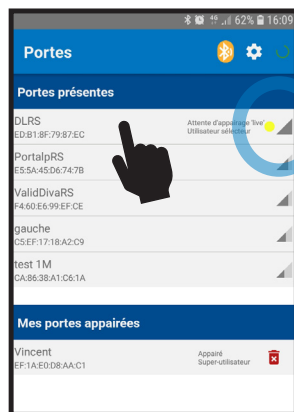 4G 62% 16:09
Portes
Portes présentes
DLRS
ED:B1:8F:79:87:EC
Attente d'appairage 'live'
Utilisateur sélecteur
PortalpRS
E5:5A:45:D6:74:7B
ValidDivaRS
F4:60:E6:99:EF:CE
gauche
C5:EF:17:18:A2:C9
test 1M
CA:86:38:A1:C6:1A
Mes portes appairées
Vincent
EF:1A:E0:D8:AA:C1
Appairé
Super-utilisateur